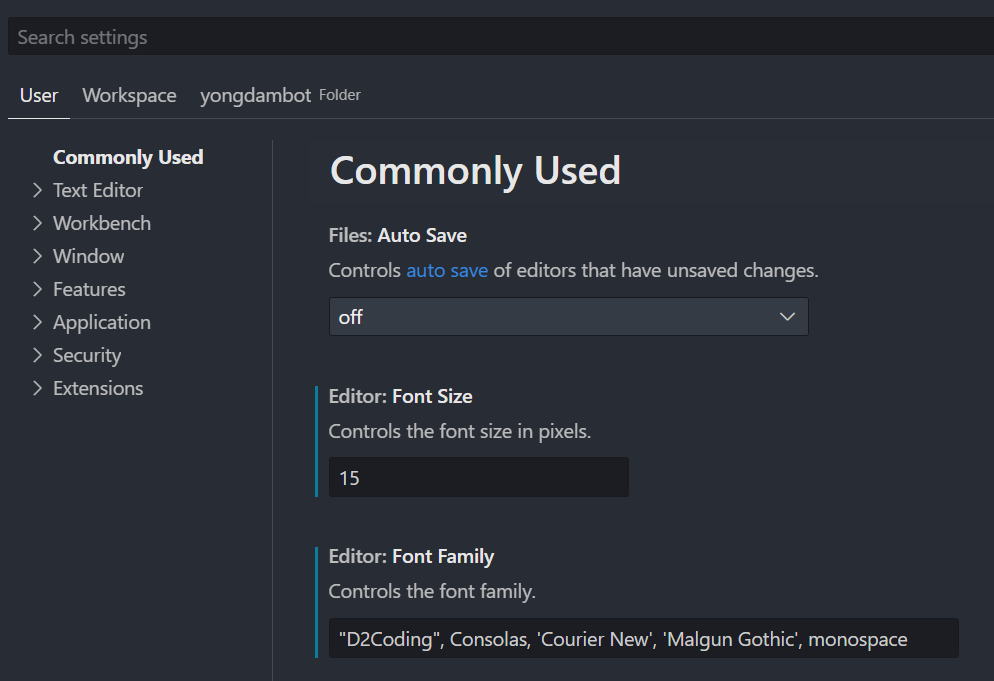 Search settings
User Workspace yongdambot Folder
Commonly Used
Text Editor
Workbench
Window
Features
Application
Security
Extensions
Commonly Used
Files: Auto Save
Controls auto save of editors that have unsaved changes.
off
Editor: Font Size
Controls the font size in pixels.
15
Editor: Font Family
Controls the font family.
"D2Coding", Consolas, 'Courier New', 'Malgun Gothic', monospace